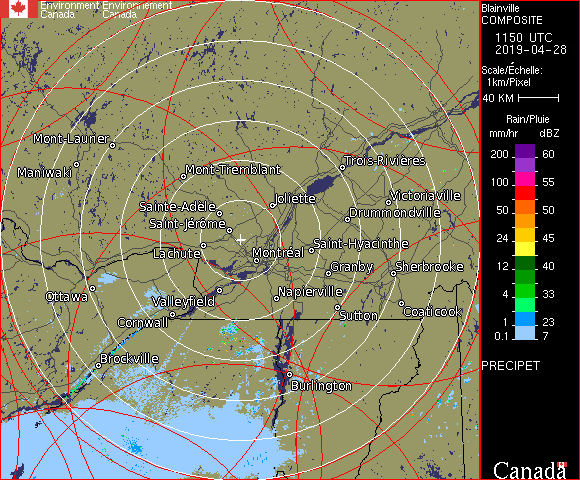 Environment Environnement
Canada Canada
Blainville
COMPOSITE
1150 UTC
2019-04-28
Scale/Échelle:
1km/Pixel
40 KM
Rain/Pluie
mm/hr dBZ
200 60
150 57
100 55
50 50
24 45
12 40
4 33
1 23
0.1 7
PRECIPET
Canada
Mont-Laurier
Maniwaki
Mont-Tremblant
Trois-Rivières
Joliette
Victoriaville
Sainte-Adèle
Drummondville
Saint-Jérôme
Saint-Hyacinthe
Lachute
Montréal
Granby
Sherbrooke
Ottawa
Valleyfield
Napierville
Cornwall
Sutton
Coaticook
Brockville
Burlington